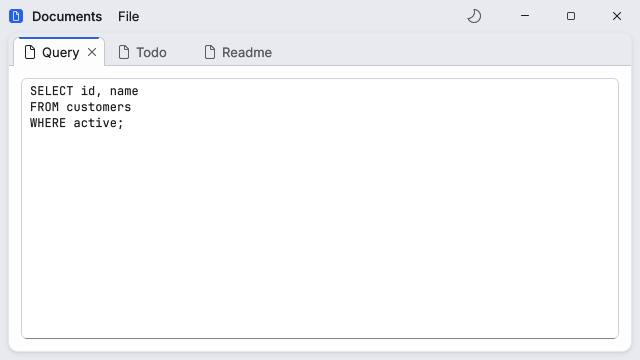 Documents File
Query Todo Readme
SELECT id, name
FROM customers
WHERE active;